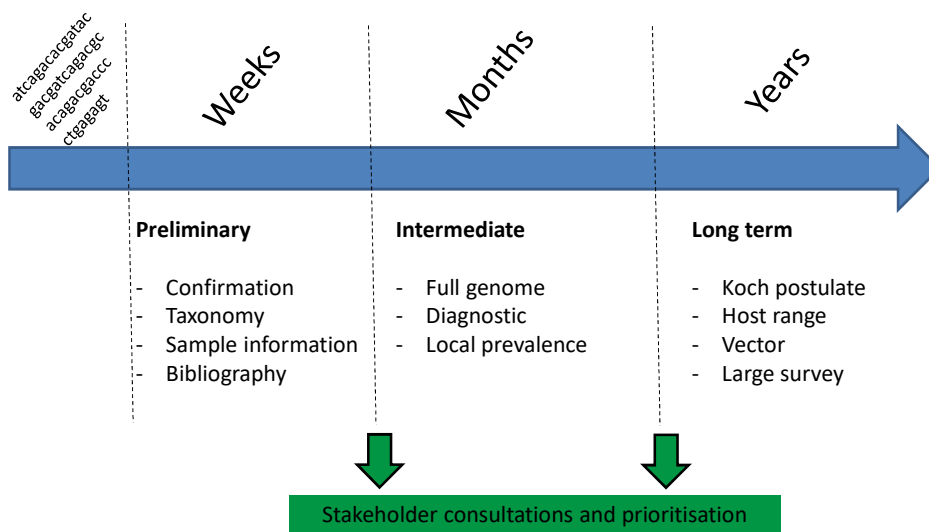 atcagacacgatac
gacgatcagacgc
acagacgaccc
ctgagagt
Weeks
Months
Years
Preliminary
- Confirmation
- Taxonomy
- Sample information
- Bibliography
Intermediate
- Full genome
- Diagnostic
- Local prevalence
Long term
- Koch postulate
- Host range
- Vector
- Large survey
Stakeholder consultations and prioritisation